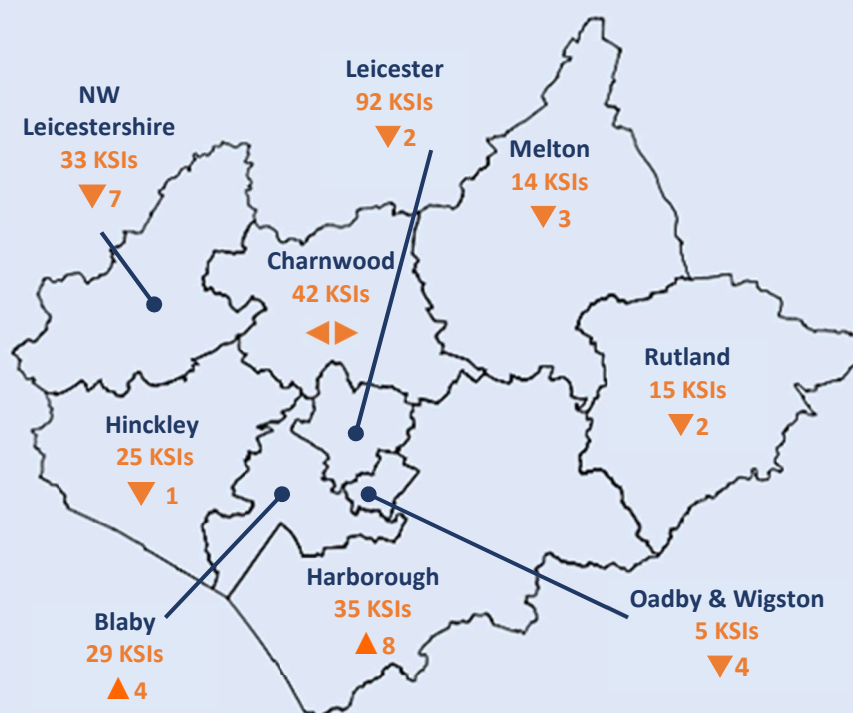 Leicester
92 KSIs
▼2
NW
Leicestershire
33 KSIs
▼7
Melton
14 KSIs
▼3
Charnwood
42 KSIs
◀▶
Rutland
15 KSIs
▼2
Hinckley
25 KSIs
▼1
Harborough
35 KSIs
▲8
Oadby & Wigston
5 KSIs
▼4
Blaby
29 KSIs
▲4